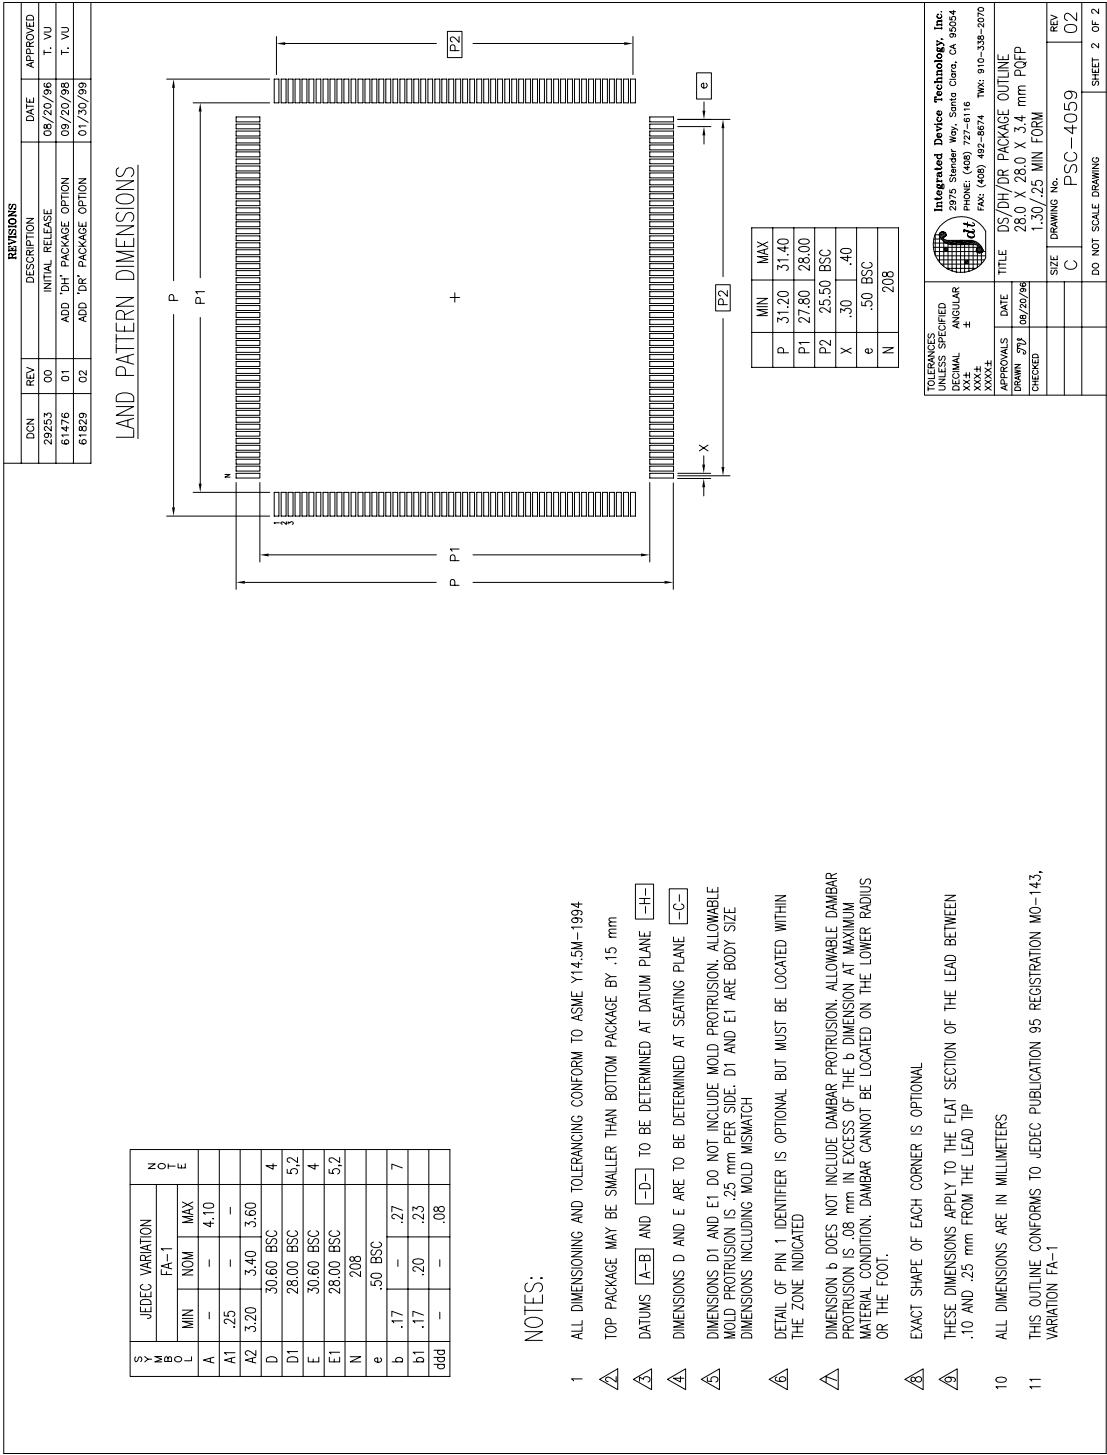 REVISIONS
DCN REV DESCRIPTION DATE APPROVED
29253 00 INITIAL RELEASE 08/20/96 T. VU
61476 01 ADD "DH" PACKAGE OPTION 09/20/98 T. VU
61829 02 ADD "DR" PACKAGE OPTION 01/30/99
LAND PATTERN DIMENSIONS
P
P1
P2
N
1
2
3
P1
P
X
P2
e
MIN MAX
P 31.20 31.40
P1 27.80 28.00
P2 25.50 BSC
X .30 .40
e .50 BSC
N 208
SYMBOL JEDEC VARIATION NOTE
FA-1
MIN NOM MAX
A – – 4.10
A1 .25 – –
A2 3.20 3.40 3.60
D 30.60 BSC 4
D1 28.00 BSC 5,2
E 30.60 BSC 4
E1 28.00 BSC 5,2
N 208
e .50 BSC
b .17 – .27 7
b1 .17 .20 .23
ddd – – .08
NOTES:
1 ALL DIMENSIONING AND TOLERANCING CONFORM TO ASME Y14.5M-1994
2 TOP PACKAGE MAY BE SMALLER THAN BOTTOM PACKAGE BY .15 mm
3 DATUMS A-B AND -D- TO BE DETERMINED AT DATUM PLANE -H-
4 DIMENSIONS D AND E ARE TO BE DETERMINED AT SEATING PLANE -C-
5 DIMENSIONS D1 AND E1 DO NOT INCLUDE MOLD PROTRUSION. ALLOWABLE
MOLD PROTRUSION IS .25 mm PER SIDE. D1 AND E1 ARE BODY SIZE
DIMENSIONS INCLUDING MOLD MISMATCH
6 DETAIL OF PIN 1 IDENTIFIER IS OPTIONAL BUT MUST BE LOCATED WITHIN
THE ZONE INDICATED
7 DIMENSION b DOES NOT INCLUDE DAMBAR PROTRUSION. ALLOWABLE DAMBAR
PROTRUSION IS .08 mm IN EXCESS OF THE b DIMENSION AT MAXIMUM
MATERIAL CONDITION. DAMBAR CANNOT BE LOCATED ON THE LOWER RADIUS
OR THE FOOT.
8 EXACT SHAPE OF EACH CORNER IS OPTIONAL
9 THESE DIMENSIONS APPLY TO THE FLAT SECTION OF THE LEAD BETWEEN
.10 AND .25 mm FROM THE LEAD TIP
10 ALL DIMENSIONS ARE IN MILLIMETERS
11 THIS OUTLINE CONFORMS TO JEDEC PUBLICATION 95 REGISTRATION MO-143,
VARIATION FA-1
TOLERANCES
UNLESS SPECIFIED
DECIMAL ANGULAR
XX± ±
XXX±
XXXX±
APPROVALS DATE
DRAWN TV 08/20/96
CHECKED
idt
Integrated Device Technology, Inc.
2975 Stender Way, Santa Clara, CA 95054
PHONE: (408) 727-6116
FAX: (408) 492-8674 TWX: 910-338-2070
TITLE DS/DH/DR PACKAGE OUTLINE
28.0 X 28.0 X 3.4 mm PQFP
1.30/.25 MIN FORM
SIZE DRAWING No. REV
C PSC-4059 02
DO NOT SCALE DRAWING SHEET 2 OF 2